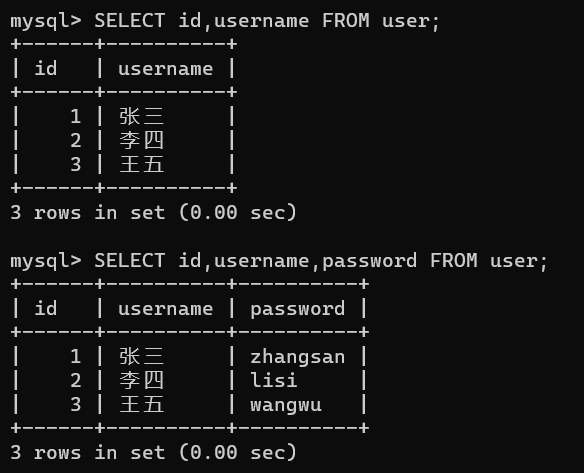 mysql> SELECT id,username FROM user;
+------+----------+
| id   | username |
+------+----------+
|    1 | 张三     |
|    2 | 李四     |
|    3 | 王五     |
+------+----------+
3 rows in set (0.00 sec)

mysql> SELECT id,username,password FROM user;
+------+----------+----------+
| id   | username | password |
+------+----------+----------+
|    1 | 张三     | zhangsan |
|    2 | 李四     | lisi     |
|    3 | 王五     | wangwu   |
+------+----------+----------+
3 rows in set (0.00 sec)